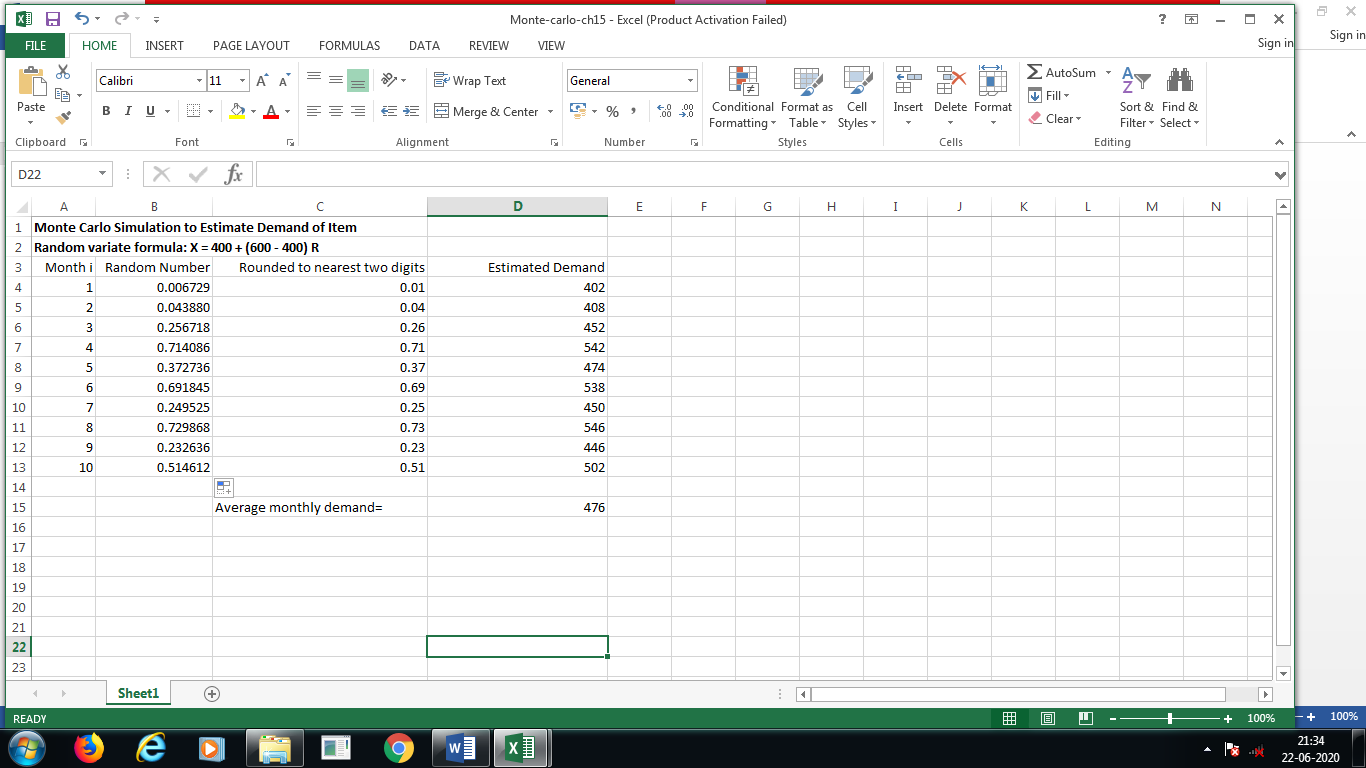 Monte-carlo-ch15 - Excel (Product Activation Failed)
FILE HOME INSERT PAGE LAYOUT FORMULAS DATA REVIEW VIEW Sign in Sign in
Calibri 11 Wrap Text General AutoSum
Paste B I U Merge & Center % , Conditional Formatting Format as Table Cell Styles Insert Delete Format Fill Clear Sort & Filter Find & Select
Clipboard Font Alignment Number Styles Cells Editing
D22 fx
A B C D E F G H I J K L M N
1 Monte Carlo Simulation to Estimate Demand of Item
2 Random variate formula: X = 400 + (600 - 400) R
3 Month i Random Number Rounded to nearest two digits Estimated Demand
4 1 0.006729 0.01 402
5 2 0.043880 0.04 408
6 3 0.256718 0.26 452
7 4 0.714086 0.71 542
8 5 0.372736 0.37 474
9 6 0.691845 0.69 538
10 7 0.249525 0.25 450
11 8 0.729868 0.73 546
12 9 0.232636 0.23 446
13 10 0.514612 0.51 502
14
15 Average monthly demand= 476
16
17
18
19
20
21
22
23
Sheet1
READY 100% 100%
21:34
22-06-2020